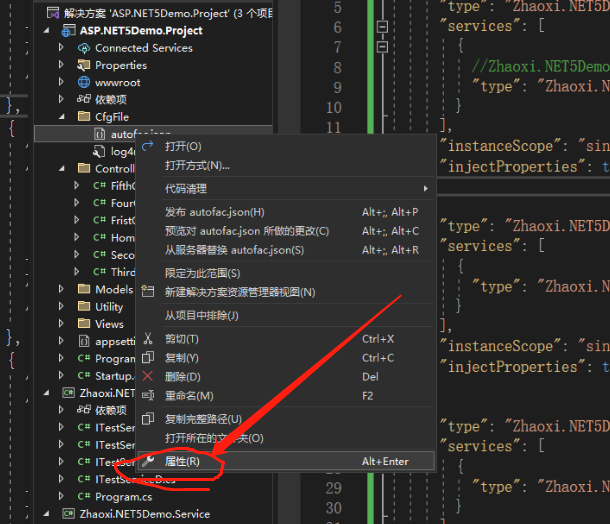 解决方案 'ASP.NET5Demo.Project' (3 个项
ASP.NET5Demo.Project
Connected Services
Properties
wwwroot
依赖项
CfgFile
log4
Control
C# FifthC
C# Four
C# Frist
C# Hom
C# Seco
C# Third
Models
Utility
Views
appsetti
C# Program
C# Startup.
Zhaoxi.NET
依赖项
C# ITestSer
C# ITestSer
C# ITestSer
C# ITestServiceD
C# Program.cs
Zhaoxi.NET5Demo.Service
打开(O)
打开方式(N)...
代码清理
发布 autofac.json(H) Alt+;, Alt+P
预览对 autofac.json 所做的更改(C) Alt+;, Alt+C
从服务器替换 autofac.json(S) Alt+;, Alt+R
限定为此范围(S)
新建解决方案资源管理器视图(N)
从项目中排除(J)
剪切(T) Ctrl+X
复制(Y) Ctrl+C
删除(D) Del
重命名(M) F2
复制完整路径(U)
打开所在的文件夹(O)
属性(R) Alt+Enter
},
{
},
{
5 "type": "Zhaoxi.NET5
6 "services": [
7 {
8 //Zhaoxi.NET5Demo
9 "type": "Zhaoxi.N
10 }
11 ],
"instanceScope": "sin
"injectProperties": t
"type": "Zhaoxi.NET5D
"services": [
{
"type": "Zhaoxi.N
}
],
"instanceScope": "sin
"injectProperties": t
"type": "Zhaoxi.NET5D
"services": [
{
29 "type": "Zhaoxi.N
30 }
31 ],